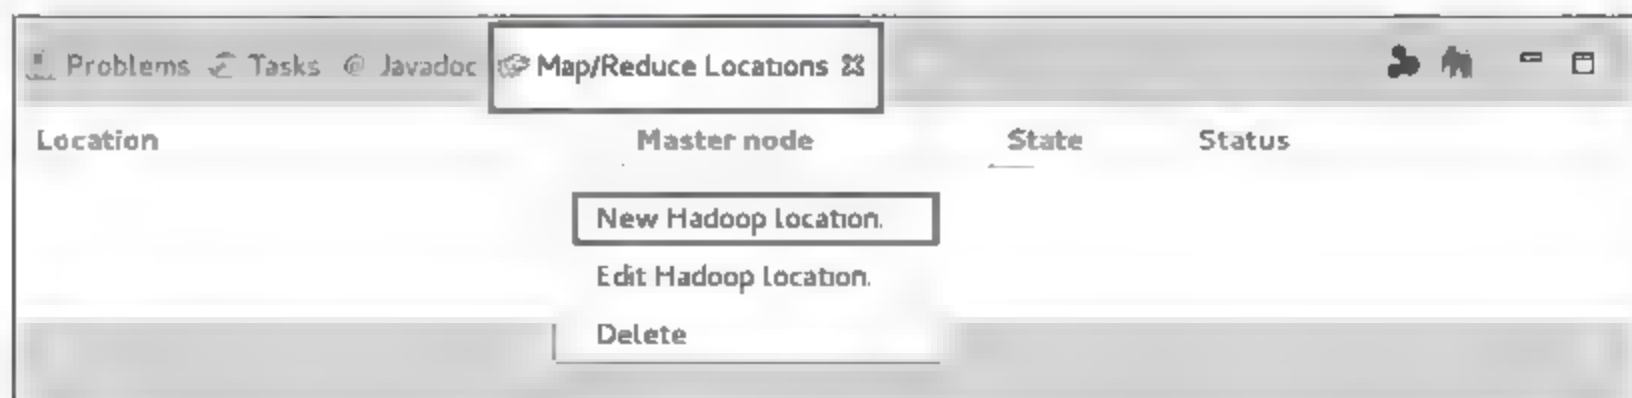 Problems Tasks @ Javadoc Map/Reduce Locations
Location Master node State Status
New Hadoop location.
Edit Hadoop location.
Delete